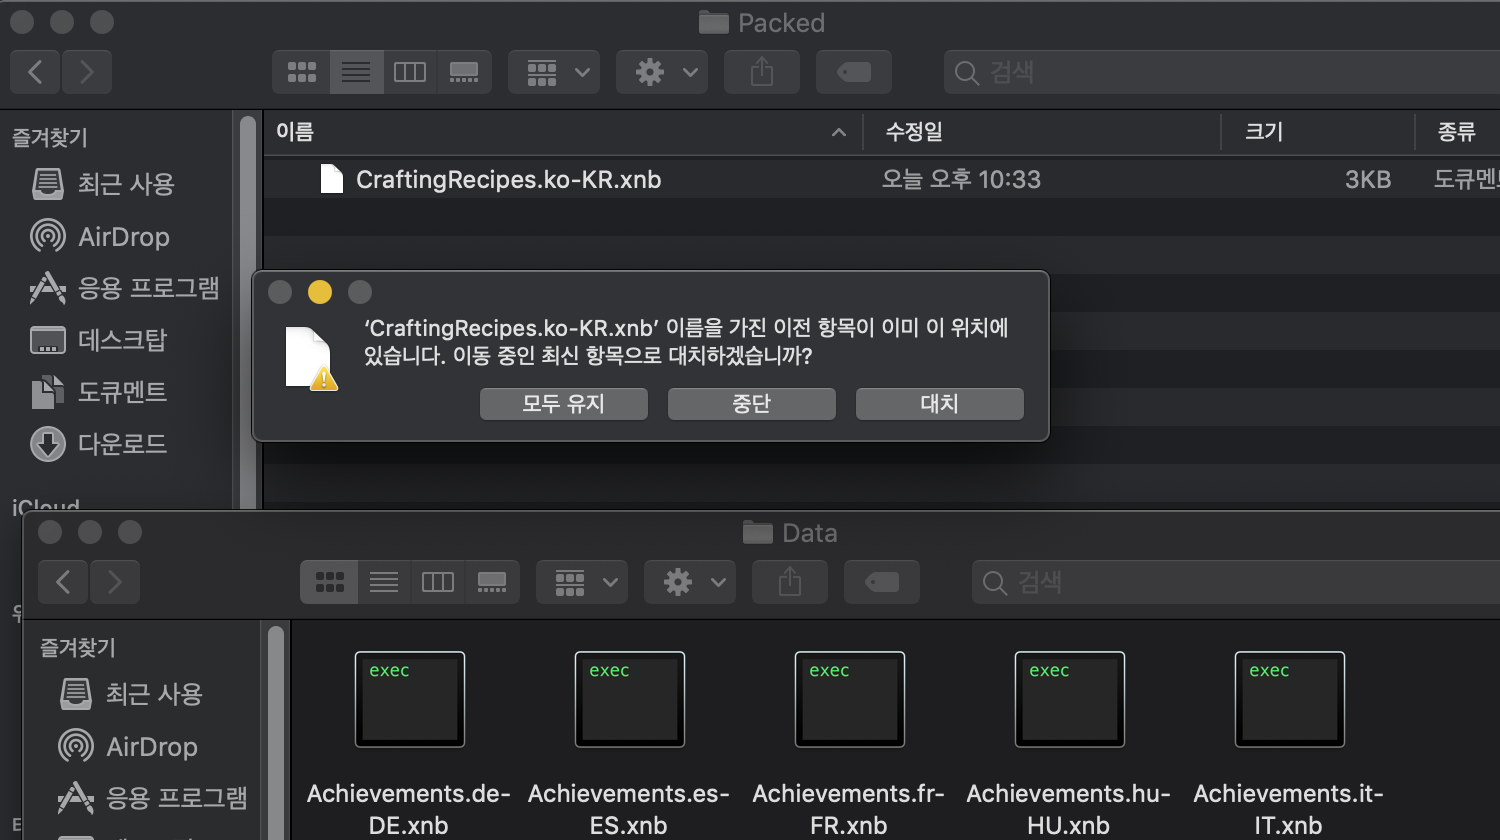 Packed
검색
즐겨찾기
최근 사용
AirDrop
응용 프로그램
데스크탑
도큐멘트
다운로드
iCloud
이름 수정일 크기 종류
CraftingRecipes.ko-KR.xnb 오늘 오후 10:33 3KB
‘CraftingRecipes.ko-KR.xnb’ 이름을 가진 이전 항목이 이미 이 위치에
있습니다. 이동 중인 최신 항목으로 대치하겠습니까?
모두 유지 중단 대치
Data
검색
즐겨찾기
최근 사용
AirDrop
응용 프로그램
exec exec exec exec exec
Achievements.de-DE.xnb
Achievements.es-ES.xnb
Achievements.fr-FR.xnb
Achievements.hu-HU.xnb
Achievements.it-IT.xnb